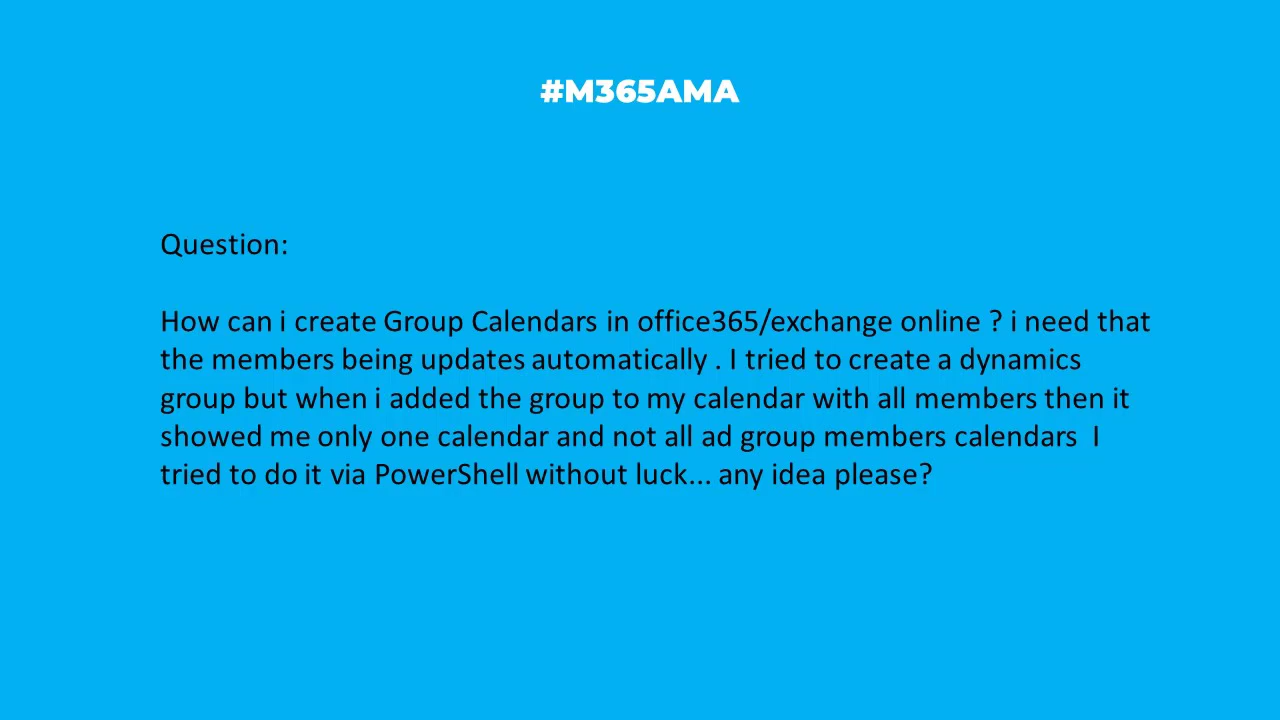 #M365AMA
Question:
How can i create Group Calendars in office365/exchange online ? i need that
the members being updates automatically . I tried to create a dynamics
group but when i added the group to my calendar with all members then it
showed me only one calendar and not all ad group members calendars  I
tried to do it via PowerShell without luck... any idea please?